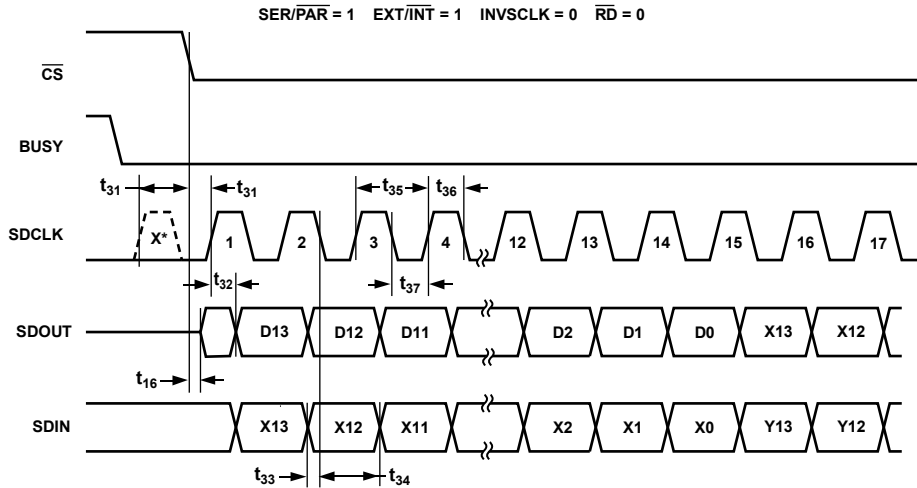 SER/PAR = 1 EXT/INT = 1 INVSCLK = 0 RD = 0
CS
BUSY
t31 t31 t35 t36
SDCLK X* 1 2 3 4 12 13 14 15 16 17
t32 t37
SDOUT D13 D12 D11 D2 D1 D0 X13 X12
t16
SDIN X13 X12 X11 X2 X1 X0 Y13 Y12
t33 t34